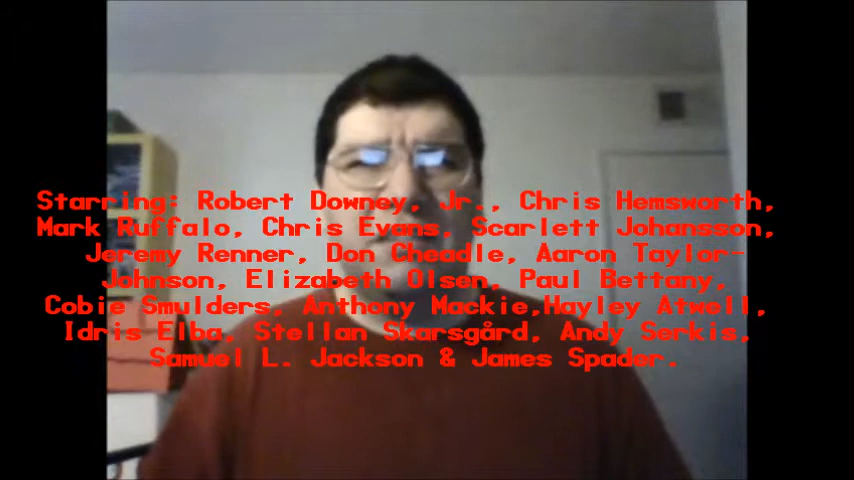 Starring: Robert Downey, Jr., Chris Hemsworth,
Mark Ruffalo, Chris Evans, Scarlett Johansson,
Jeremy Renner, Don Cheadle, Aaron Taylor-
Johnson, Elizabeth Olsen, Paul Bettany,
Cobie Smulders, Anthony Mackie,Hayley Atwell,
Idris Elba, Stellan Skarsgård, Andy Serkis,
Samuel L. Jackson & James Spader.